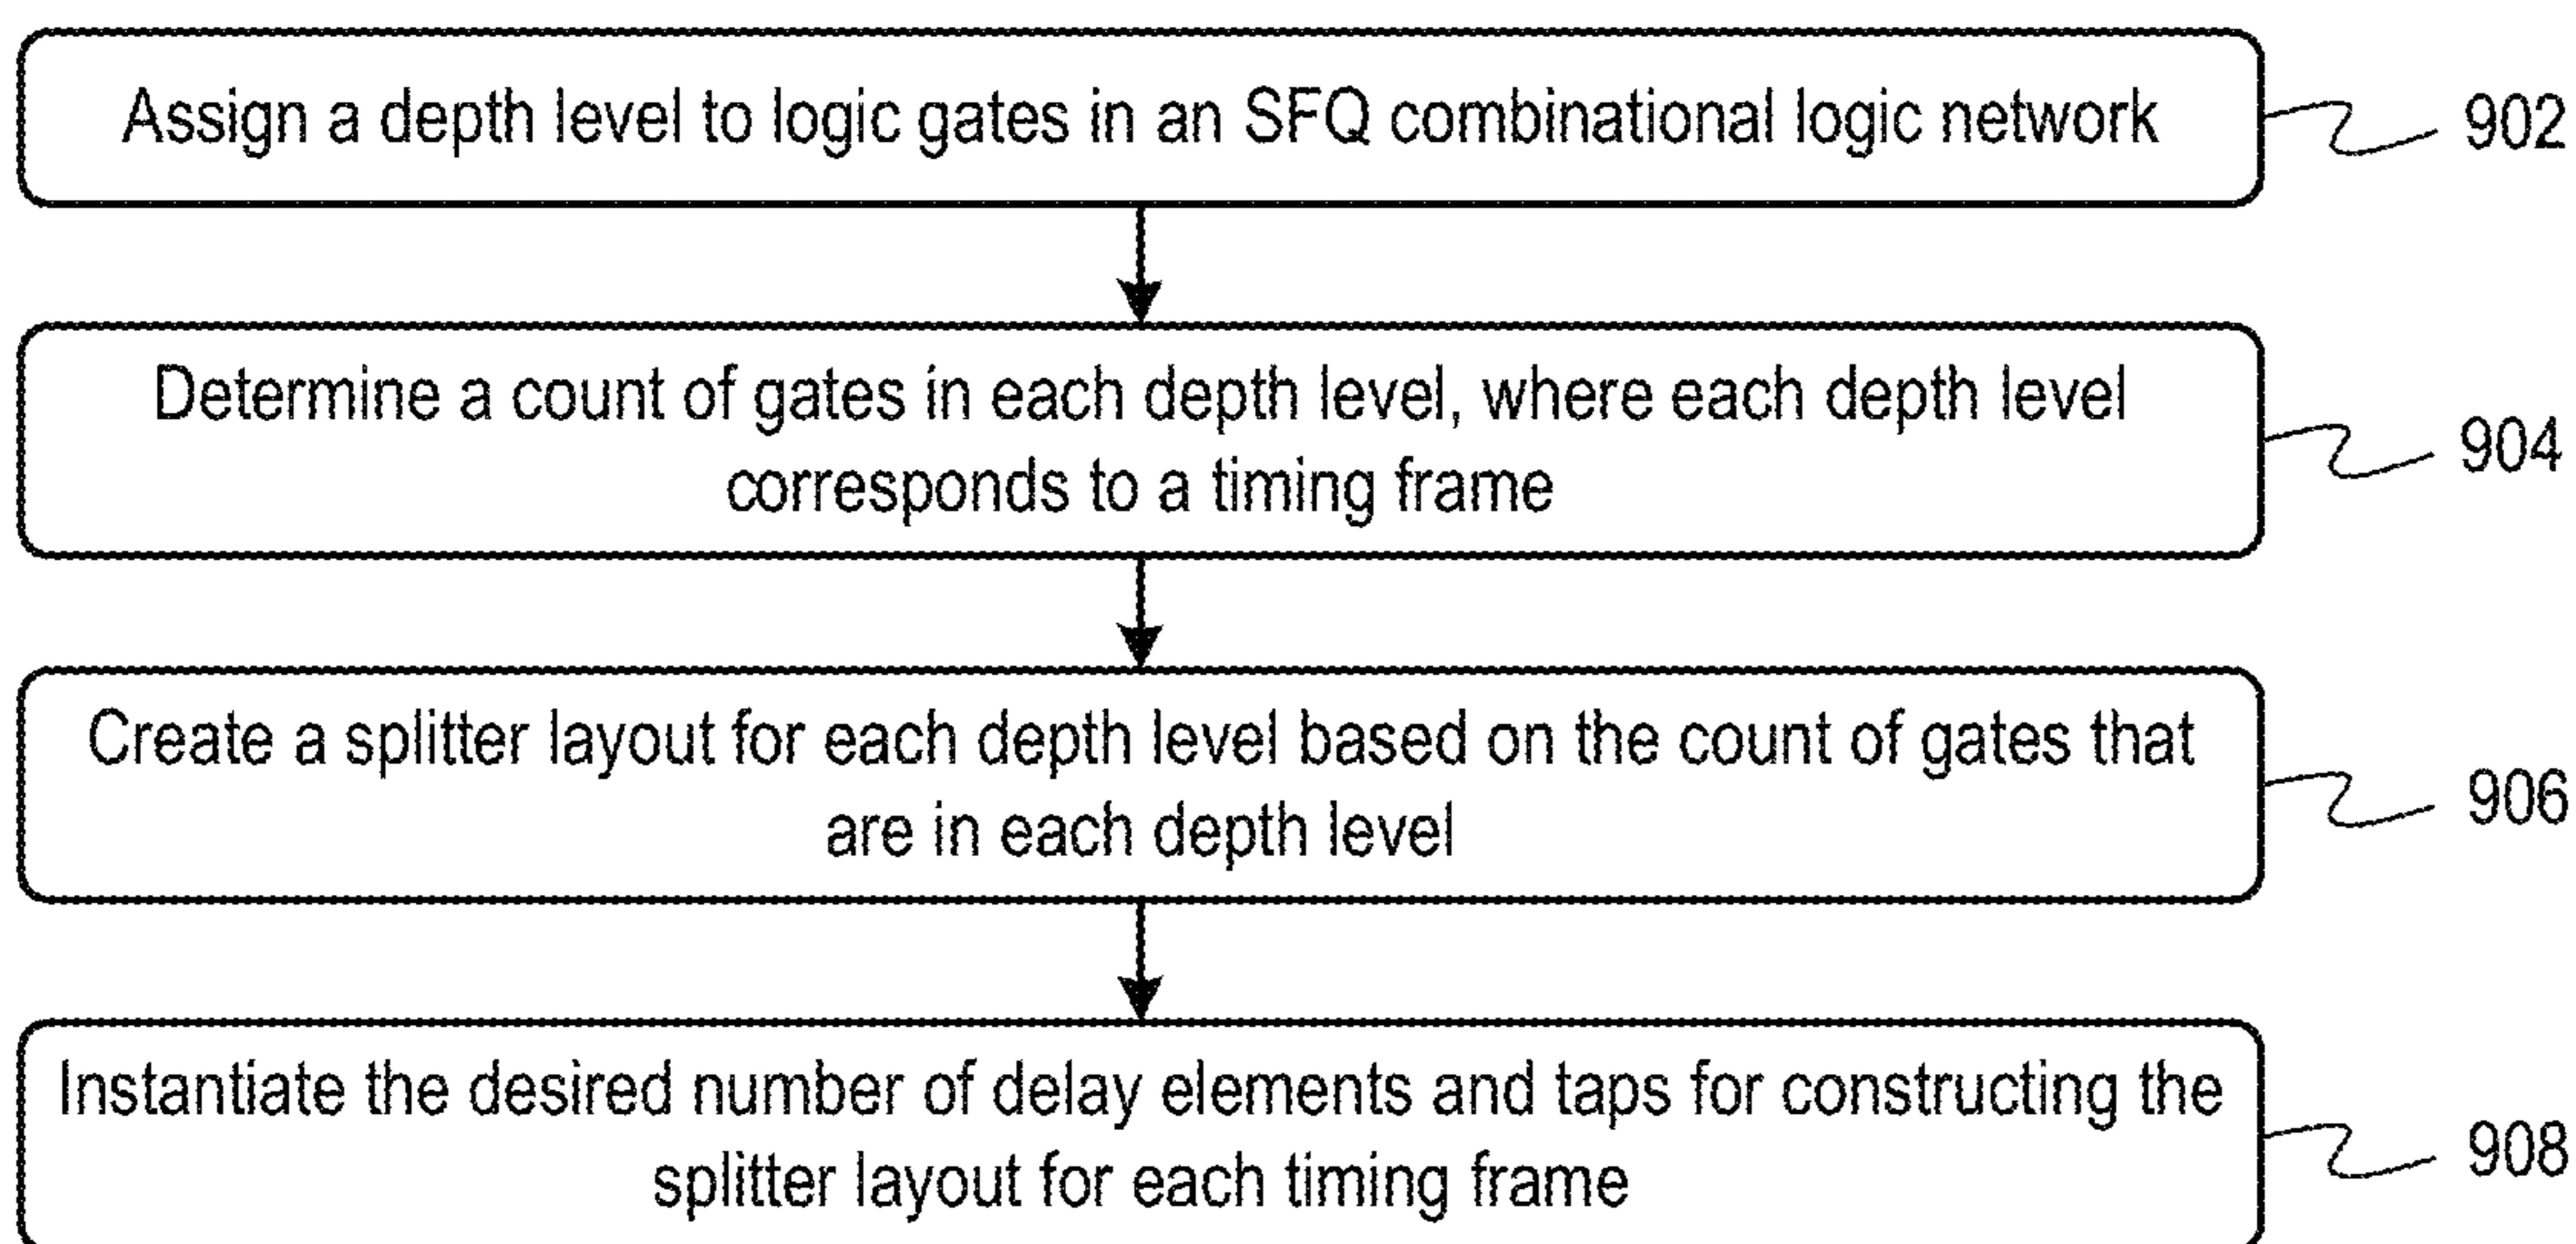 Assign a depth level to logic gates in an SFQ combinational logic network
902
Determine a count of gates in each depth level, where each depth level
corresponds to a timing frame
904
Create a splitter layout for each depth level based on the count of gates that
are in each depth level
906
Instantiate the desired number of delay elements and taps for constructing the
splitter layout for each timing frame
908